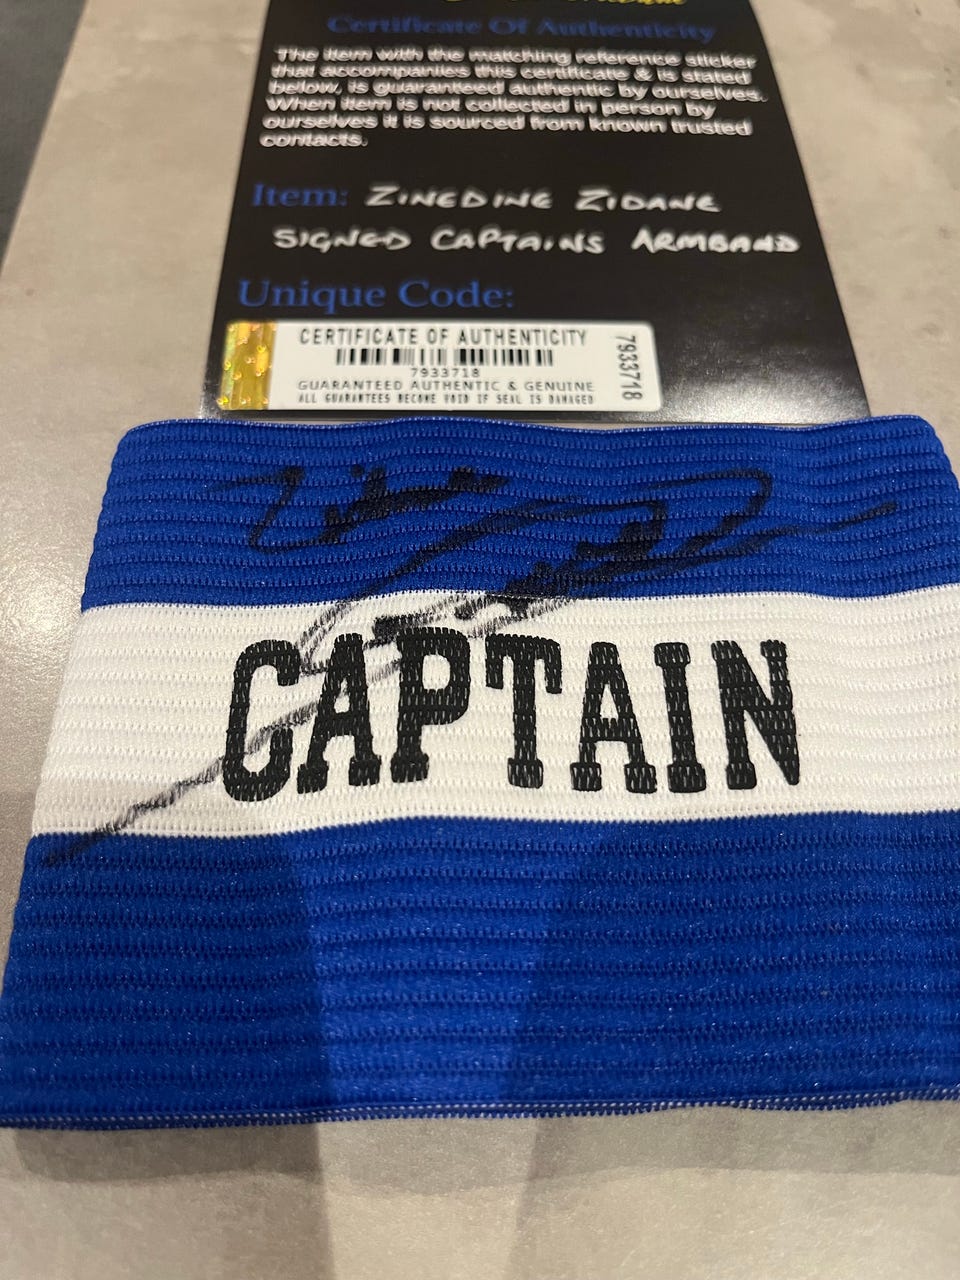 Certificate Of Authenticity
The item with the matching reference sticker
that accompanies this certificate & is stated
below, is guaranteed authentic by ourselves.
When item is not collected in person by
ourselves it is sourced from known trusted
contacts.
Item: ZINEDINE ZIDANE
SIGNED CAPTAINS ARMBAND
Unique Code:
CERTIFICATE OF AUTHENTICITY
7933718
GUARANTEED AUTHENTIC & GENUINE
ALL GUARANTEES BECOME VOID IF SEAL IS DAMAGED
7933718
CAPTAIN